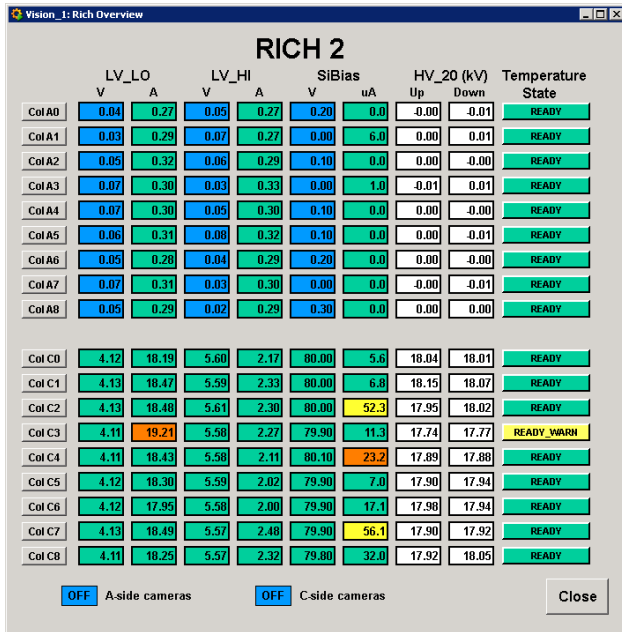 Vision_1: Rich Overview
RICH 2
LV_LO LV_HI SiBias HV_20 (kV) Temperature
V A V A V uA Up Down State
Col A0 0.04 0.27 0.05 0.27 0.20 0.0 -0.00 -0.01 READY
Col A1 0.03 0.29 0.07 0.27 0.00 6.0 0.00 0.01 READY
Col A2 0.05 0.32 0.06 0.29 0.10 0.0 0.00 -0.00 READY
Col A3 0.07 0.30 0.03 0.33 0.00 1.0 -0.01 0.01 READY
Col A4 0.07 0.30 0.05 0.30 0.10 0.0 0.00 -0.00 READY
Col A5 0.06 0.31 0.08 0.32 0.10 0.0 0.00 -0.01 READY
Col A6 0.05 0.28 0.04 0.29 0.20 0.0 0.00 -0.00 READY
Col A7 0.07 0.31 0.03 0.30 0.00 0.0 -0.00 -0.01 READY
Col A8 0.05 0.29 0.02 0.29 0.30 0.0 0.00 0.00 READY
Col C0 4.12 18.19 5.60 2.17 80.00 5.6 18.04 18.01 READY
Col C1 4.13 18.47 5.59 2.33 80.00 6.8 18.15 18.07 READY
Col C2 4.13 18.48 5.61 2.30 80.00 52.3 17.95 18.02 READY
Col C3 4.11 19.21 5.58 2.27 79.90 11.3 17.74 17.77 READY_WARN
Col C4 4.11 18.43 5.58 2.11 80.10 23.2 17.89 17.88 READY
Col C5 4.12 18.30 5.59 2.02 79.90 7.0 17.90 17.94 READY
Col C6 4.12 17.95 5.58 2.00 79.90 17.1 17.98 17.94 READY
Col C7 4.13 18.49 5.57 2.48 79.90 56.1 17.90 17.92 READY
Col C8 4.11 18.25 5.57 2.32 79.80 32.0 17.92 18.05 READY
OFF A-side cameras OFF C-side cameras Close